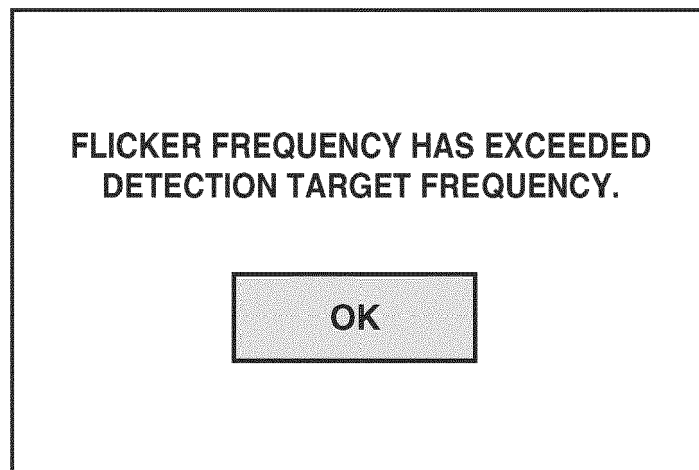 FLICKER FREQUENCY HAS EXCEEDED
DETECTION TARGET FREQUENCY.
OK